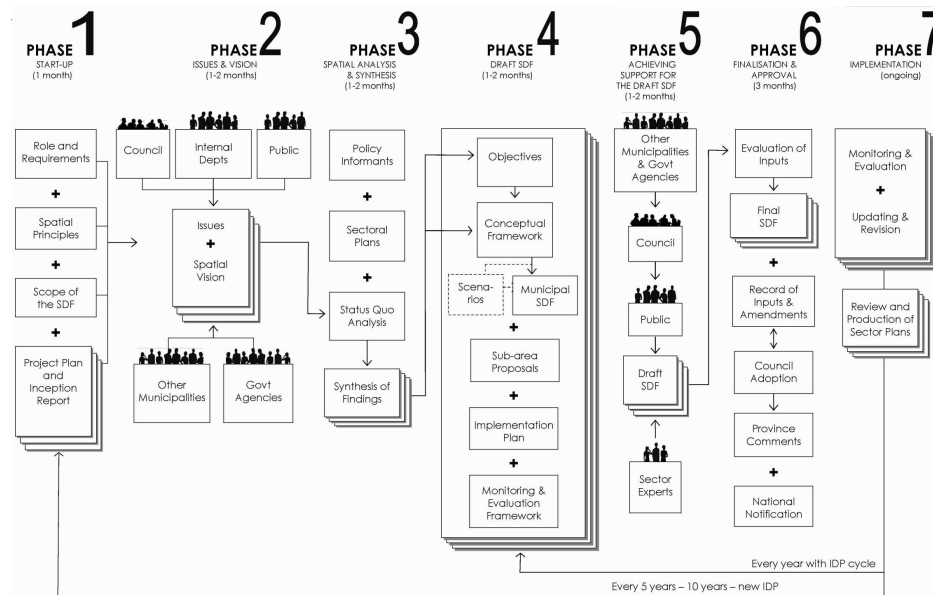 PHASE 1
START-UP
(1 month)
Role and
Requirements
+
Spatial
Principles
+
Scope of
the SDF
+
Project Plan
and
Inception
Report
PHASE 2
ISSUES & VISION
(1-2 months)
Council
Internal
Depts
Public
Issues
+
Spatial
Vision
Other
Municipalities
Govt
Agencies
PHASE 3
SPATIAL ANALYSIS
& SYNTHESIS
(1-2 months)
Policy
Informants
+
Sectoral
Plans
+
Status Quo
Analysis
Synthesis of
Findings
PHASE 4
DRAFT SDF
(1-2 months)
Objectives
Conceptual
Framework
Scena-
rios
Municipal
SDF
+
Sub-area
Proposals
+
Implementation
Plan
+
Monitoring &
Evaluation
Framework
PHASE 5
ACHIEVING
SUPPORT FOR
THE DRAFT SDF
(1-2 months)
Other
Municipalities
& Govt
Agencies
Council
Public
Draft
SDF
Sector
Experts
PHASE 6
FINALISATION &
APPROVAL
(3 months)
Evaluation of
Inputs
Final
SDF
+
Record of
Inputs &
Amendments
Council
Adoption
Province
Comments
+
National
Notification
PHASE 7
IMPLEMENTATION
(ongoing)
Monitoring &
Evaluation
+
Updating &
Revision
Review and
Production of
Sector Plans
Every year with IDP cycle
Every 5 years – 10 years – new IDP